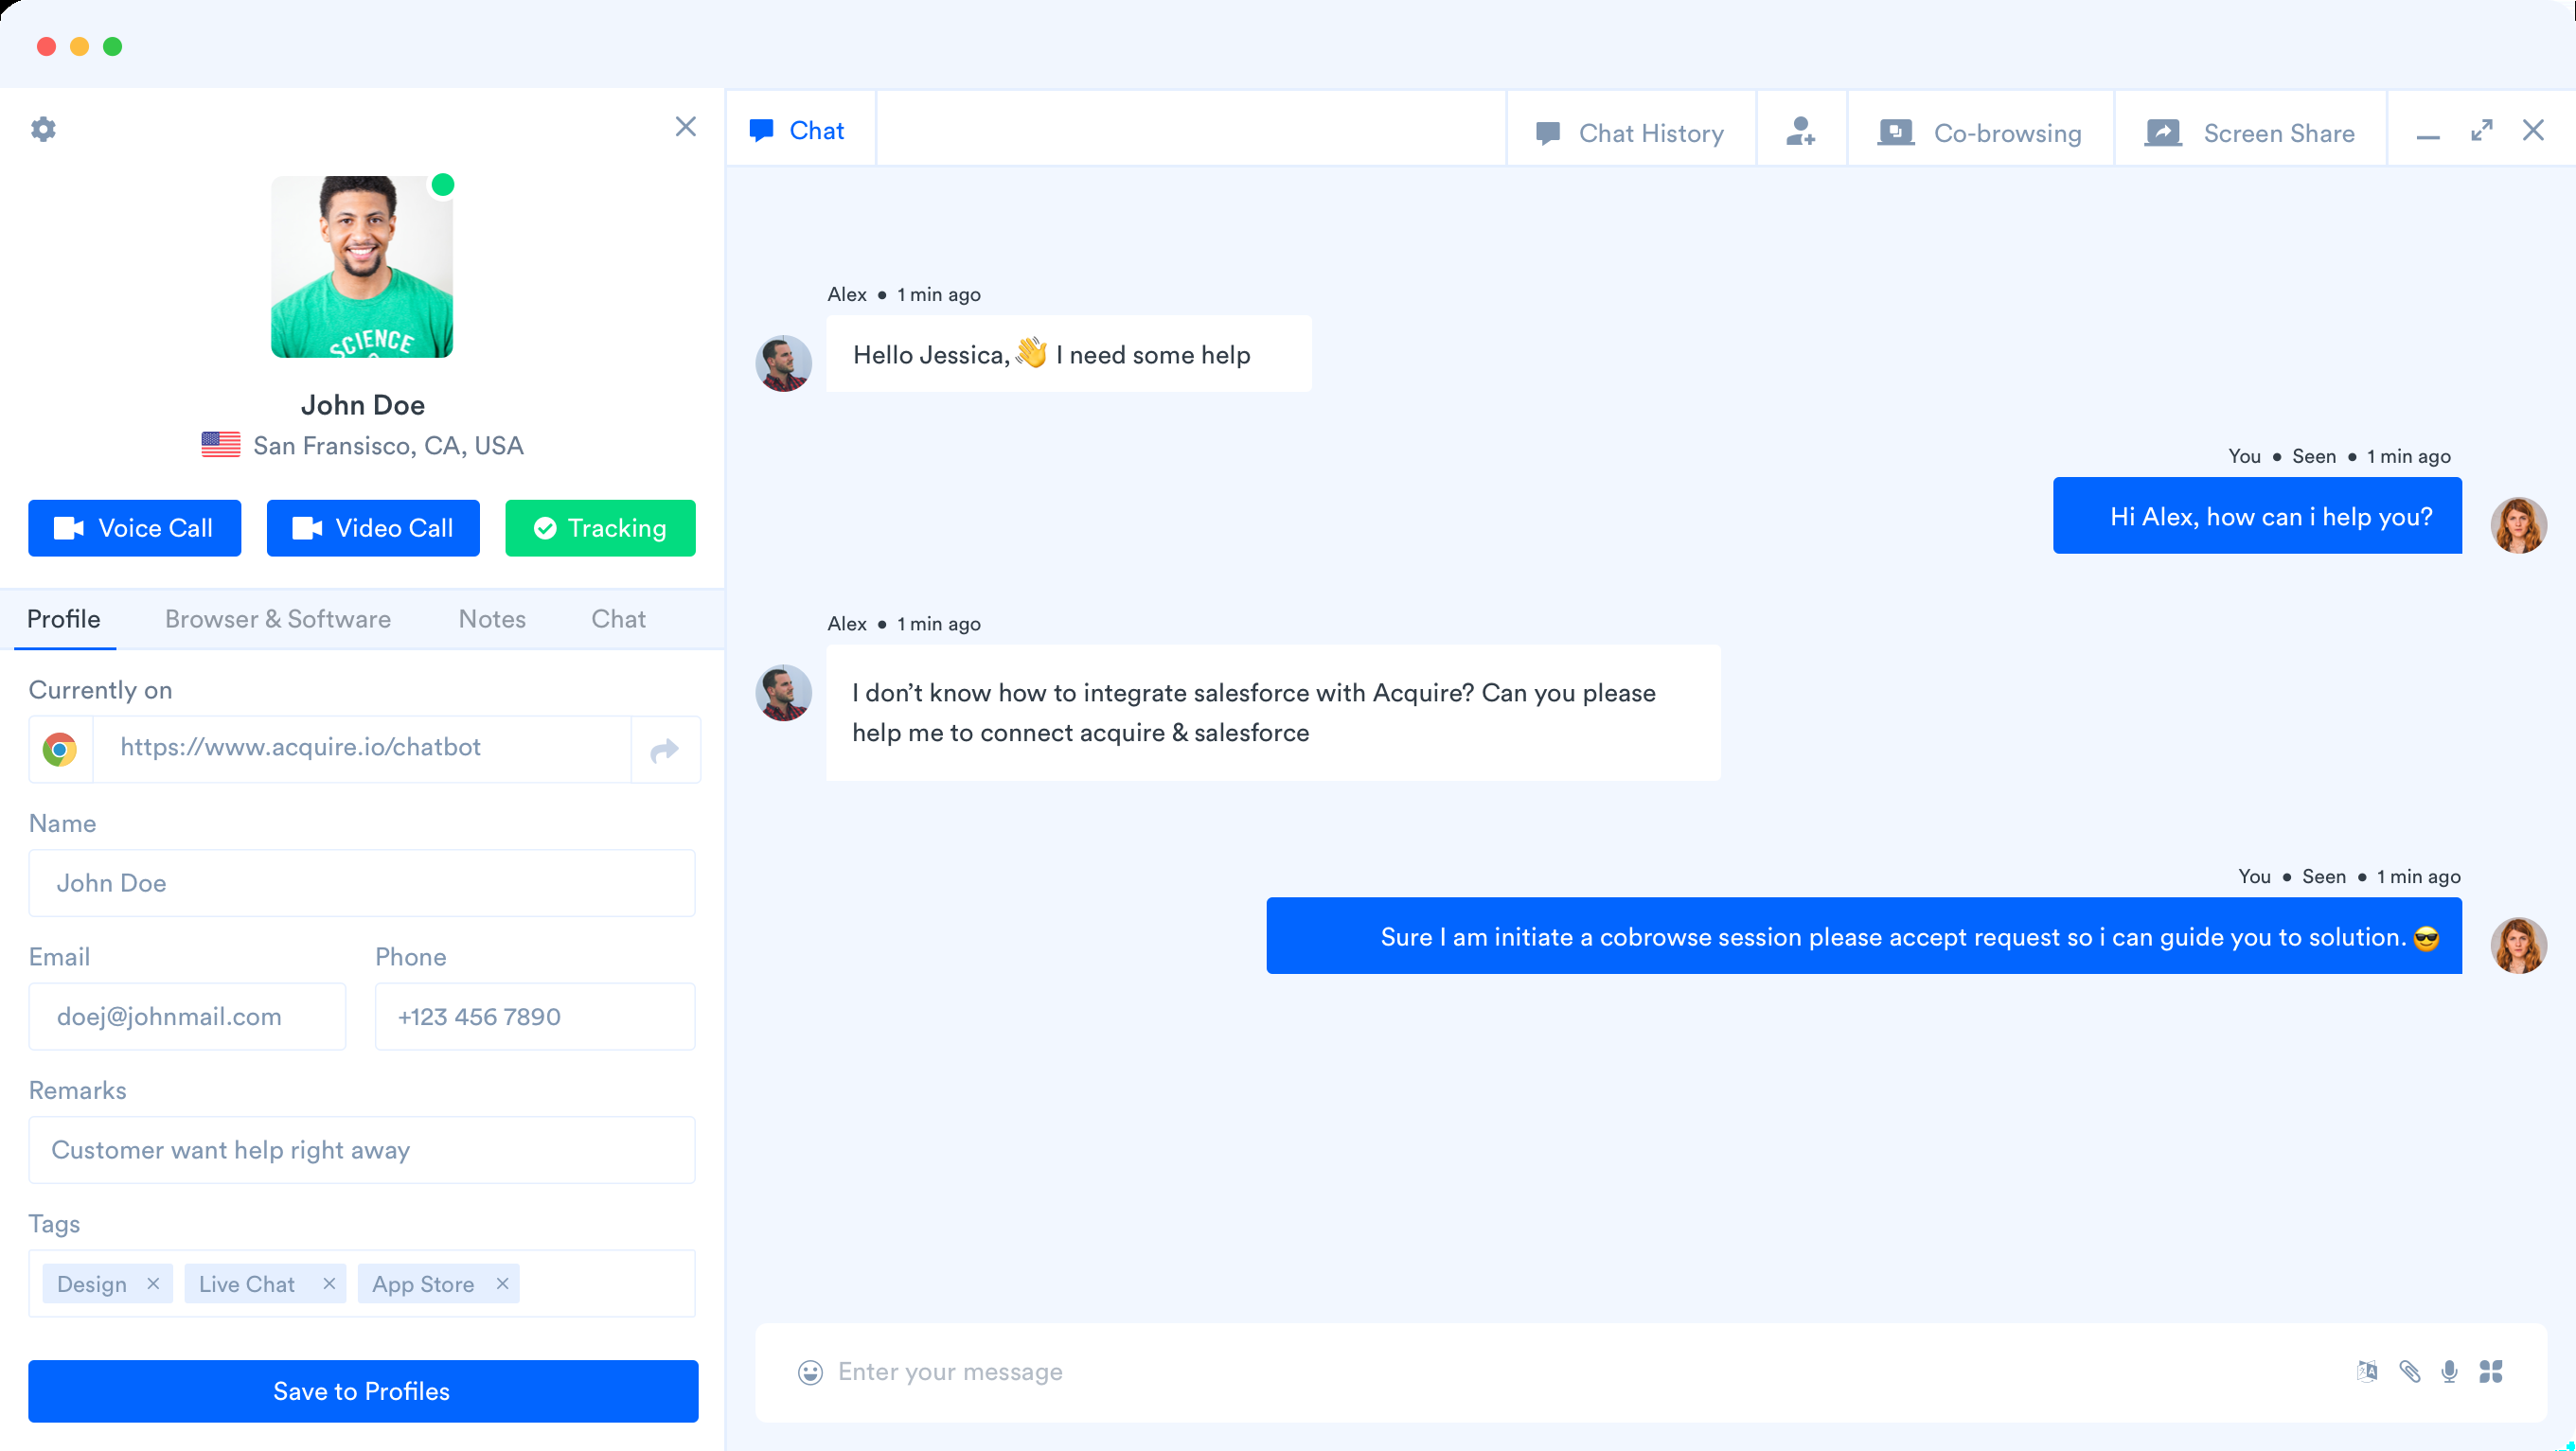 SCIENCE
John Doe
San Fransisco, CA, USA
Voice Call
Video Call
Tracking
Profile
Browser & Software
Notes
Chat
Currently on
https://www.acquire.io/chatbot
Name
John Doe
Email
Phone
doej@johnmail.com
+123 456 7890
Remarks
Customer want help right away
Tags
Design
Live Chat
App Store
Save to Profiles
Chat
Chat History
Co-browsing
Screen Share
Alex • 1 min ago
Hello Jessica,👋 I need some help
You • Seen • 1 min ago
Hi Alex, how can i help you?
Alex • 1 min ago
I don’t know how to integrate salesforce with Acquire? Can you please
help me to connect acquire & salesforce
You • Seen • 1 min ago
Sure I am initiate a cobrowse session please accept request so i can guide you to solution. 😎
Enter your message